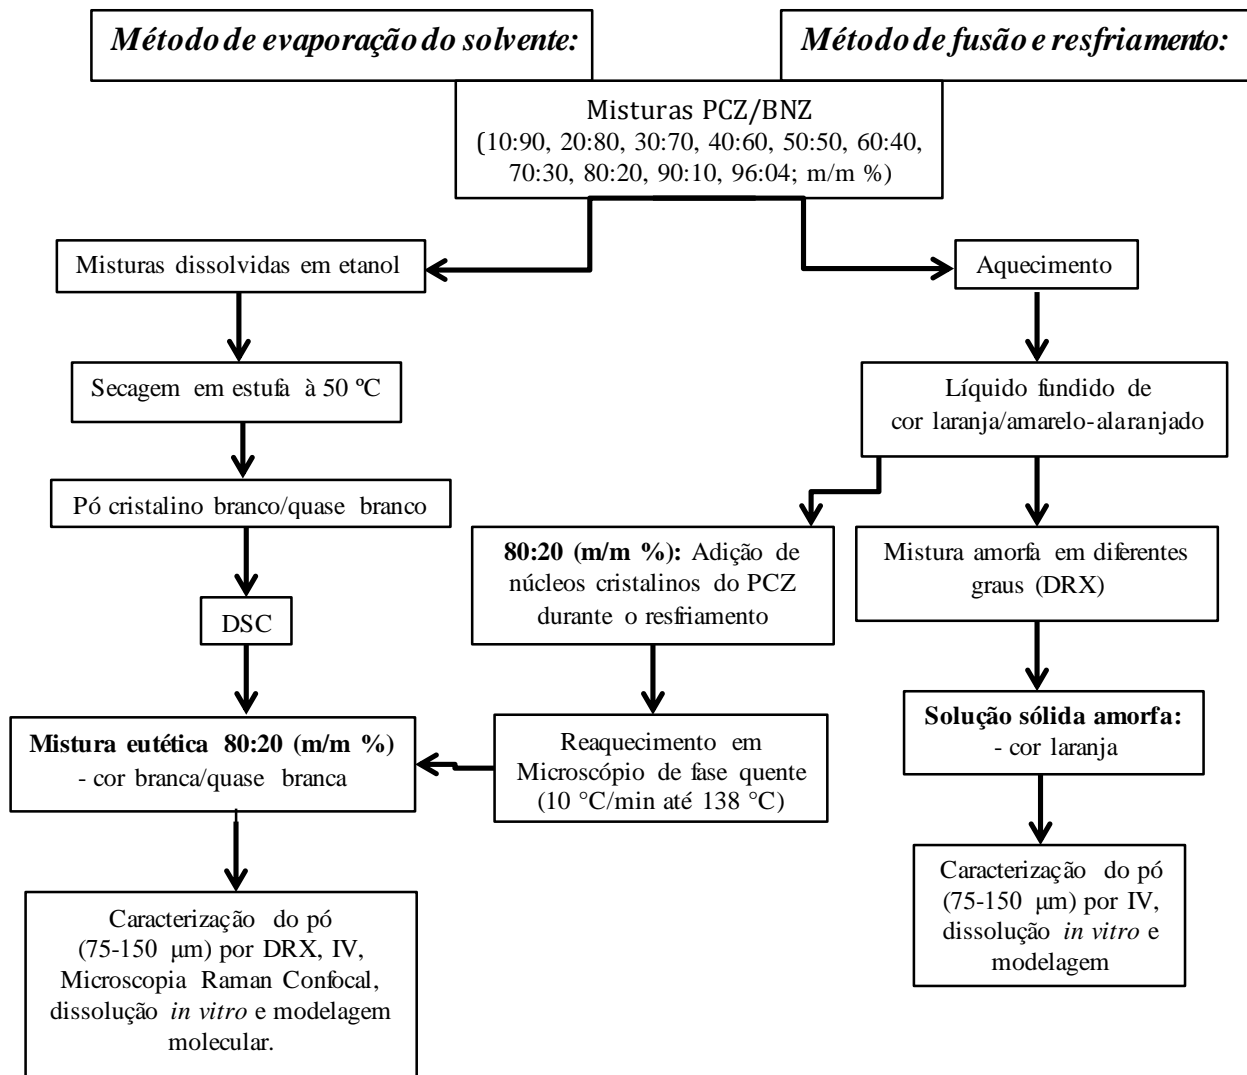 Método de evaporação do solvente:
Método de fusão e resfriamento:
Misturas PCZ/BNZ
(10:90, 20:80, 30:70, 40:60, 50:50, 60:40,
70:30, 80:20, 90:10, 96:04; m/m %)
Misturas dissolvidas em etanol
Aquecimento
Secagem em estufa à 50 ºC
Líquido fundido de
cor laranja/amarelo-alaranjado
Pó cristalino branco/quase branco
80:20 (m/m %): Adição de
núcleos cristalinos do PCZ
durante o resfriamento
Mistura amorfa em diferentes
graus (DRX)
DSC
Mistura eutética 80:20 (m/m %)
- cor branca/quase branca
Reaquecimento em
Microscópio de fase quente
(10 °C/min até 138 °C)
Solução sólida amorfa:
- cor laranja
Caracterização do pó
(75-150 μm) por DRX, IV,
Microscopia Raman Confocal,
dissolução in vitro e modelagem
molecular.
Caracterização do pó
(75-150 μm) por IV,
dissolução in vitro e
modelagem